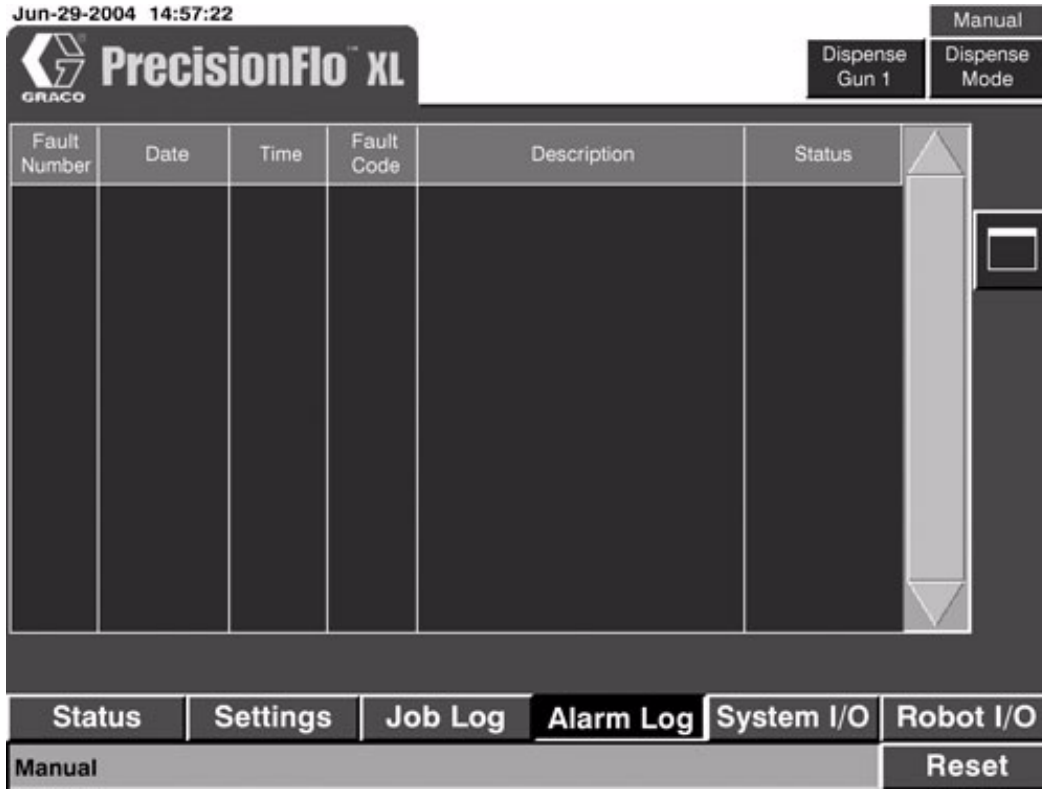 Jun-29-2004 14:57:22
Manual
GRACO
PrecisionFlo™ XL
Dispense
Gun 1
Dispense
Mode
Fault
Number
Date
Time
Fault
Code
Description
Status
Status
Settings
Job Log
Alarm Log
System I/O
Robot I/O
Manual
Reset